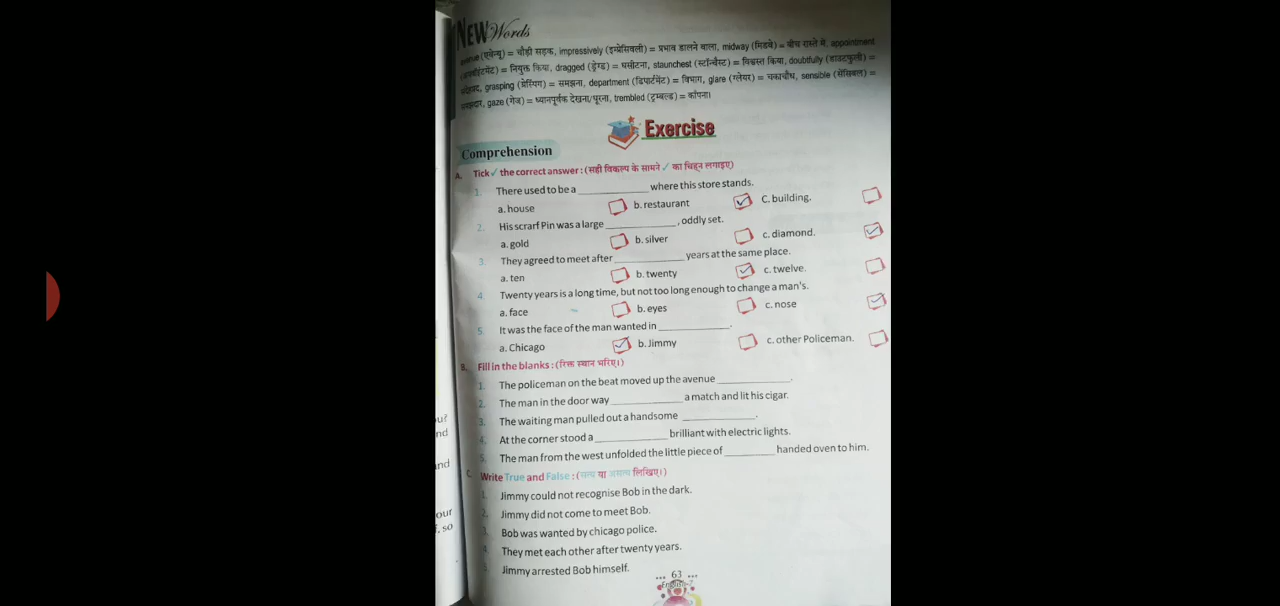 NEW Words
(एवेन्यू) = चौड़ी सड़क, impressively (इम्प्रेसिवली) = प्रभाव डालने वाला, midway (मिडवे) = बीच रास्ते में, appointment
= नियुक्त किया, dragged (ड्रेग्ड) = घसीटना, staunchest (स्टॉन्चैस्ट) = विश्वस्त किया, doubtfully (डाउटफुली) =
grasping (ग्रेस्पिंग) = समझना, department (डिपार्टमेंट) = विभाग, glare (ग्लेयर) = चकाचौंध, sensible (सेंसिबल) =
gaze (गेज) = ध्यानपूर्वक देखना/घूरना, trembled (ट्रम्बल्ड) = काँपना।
Exercise
Comprehension
A. Tick ✓ the correct answer : (सही विकल्प के सामने ✓ का चिह्न लगाइए)
1. There used to be a ____________ where this store stands.
a. house b. restaurant C. building.
2. His scrarf Pin was a large ____________, oddly set.
a. gold b. silver c. diamond.
3. They agreed to meet after ____________ years at the same place.
a. ten b. twenty c. twelve.
4. Twenty years is a long time, but not too long enough to change a man's.
a. face b. eyes c. nose
5. It was the face of the man wanted in ____________.
a. Chicago b. Jimmy c. other Policeman.
B. Fill in the blanks : (रिक्त स्थान भरिए।)
1. The policeman on the beat moved up the avenue ____________.
2. The man in the door way ____________ a match and lit his cigar.
3. The waiting man pulled out a handsome ____________.
4. At the corner stood a ____________ brilliant with electric lights.
5. The man from the west unfolded the little piece of ________ handed oven to him.
C. Write True and False : (सत्य या असत्य लिखिए।)
1. Jimmy could not recognise Bob in the dark.
2. Jimmy did not come to meet Bob.
3. Bob was wanted by chicago police.
4. They met each other after twenty years.
5. Jimmy arrested Bob himself.
... 63 ...
English-7